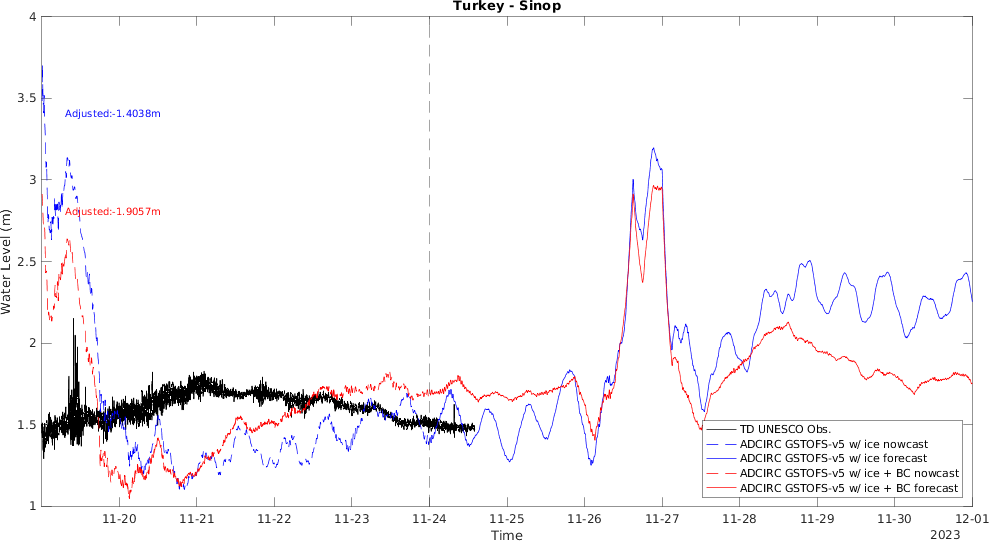 Turkey - Sinop
4
3.5
3
2.5
2
1.5
1
Water Level (m)
Adjusted:-1.4038m
Adjusted:-1.9057m
TD UNESCO Obs.
ADCIRC GSTOFS-v5 w/ ice nowcast
ADCIRC GSTOFS-v5 w/ ice forecast
ADCIRC GSTOFS-v5 w/ ice + BC nowcast
ADCIRC GSTOFS-v5 w/ ice + BC forecast
11-20 11-21 11-22 11-23 11-24 11-25 11-26 11-27 11-28 11-29 11-30 12-01
Time
2023